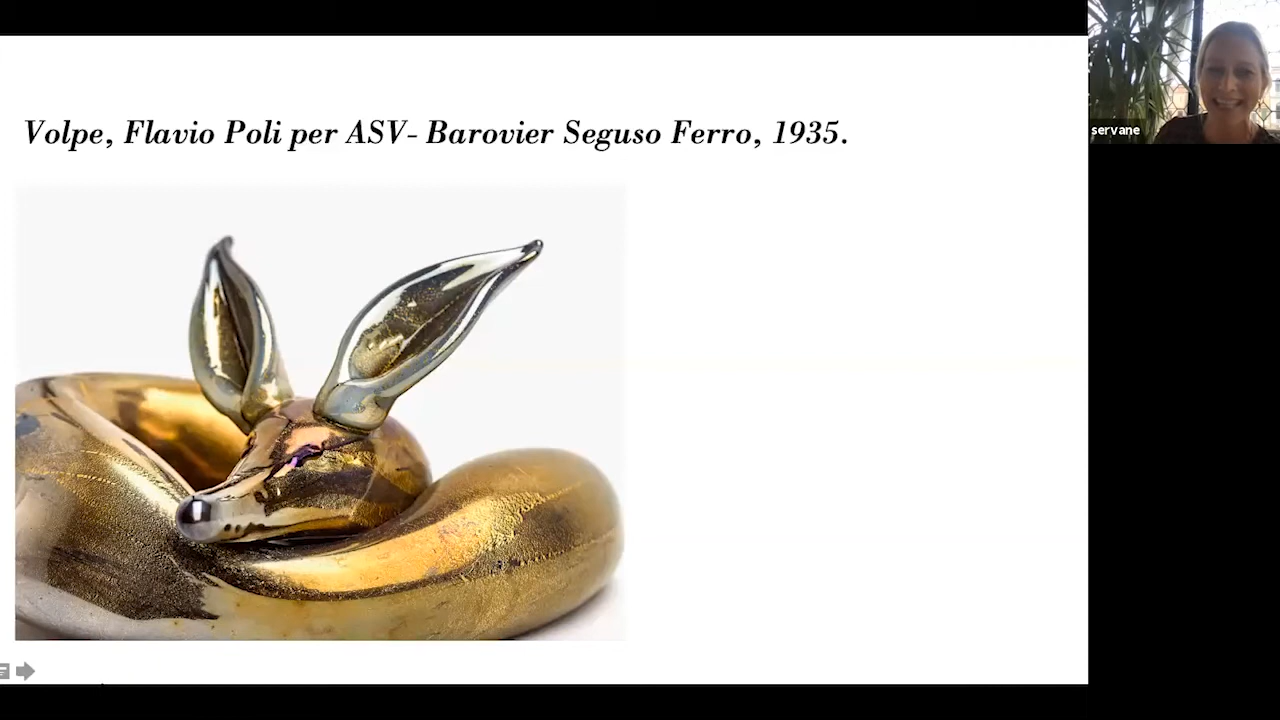 Volpe, Flavio Poli per ASV- Barovier Seguso Ferro, 1935.
servane